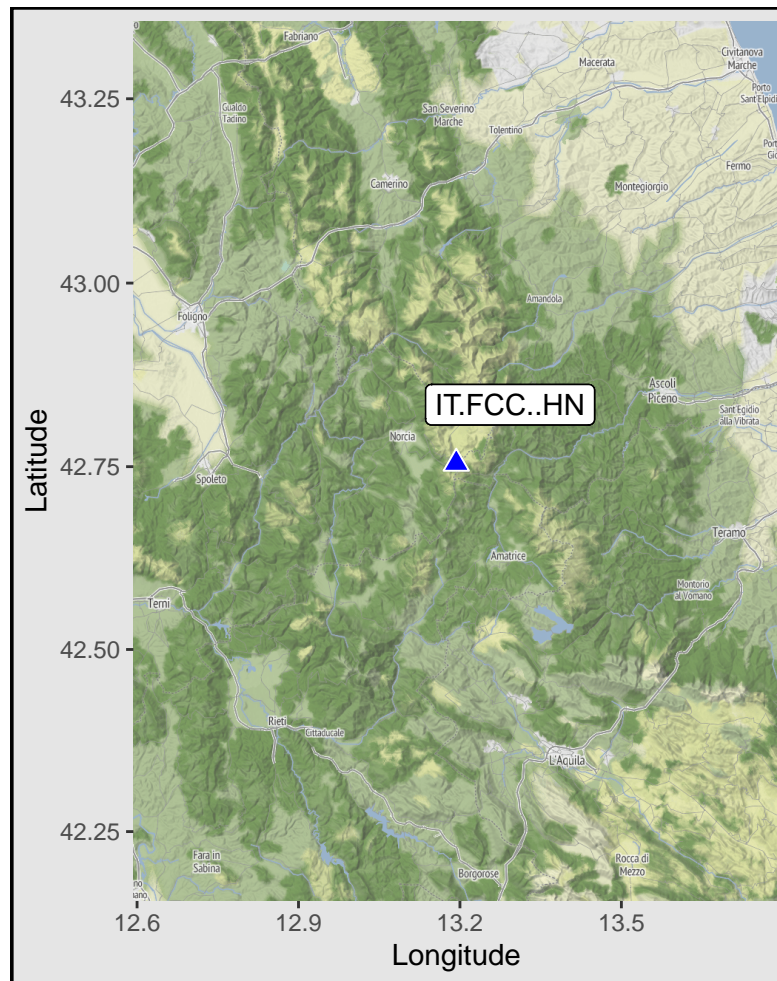 Fabriano
Civitanova
Marche
Macerata
Porto
Sant'Elpidio
43.25
Gualdo
Tadino
San Severino
Marche
Tolentino
Fermo
Camerino
Montegiorgio
43.00
Amandola
Foligno
Ascoli
Piceno
IT.FCC..HN
Sant'Egidio
alla Vibrata
Norcia
42.75
Spoleto
Latitude
Teramo
Amatrice
Montorio
al Vomano
Terni
42.50
Rieti
Cittaducale
L'Aquila
42.25
Fara in
Sabina
Rocca di
Mezzo
Borgorose
12.6
12.9
13.2
13.5
Longitude